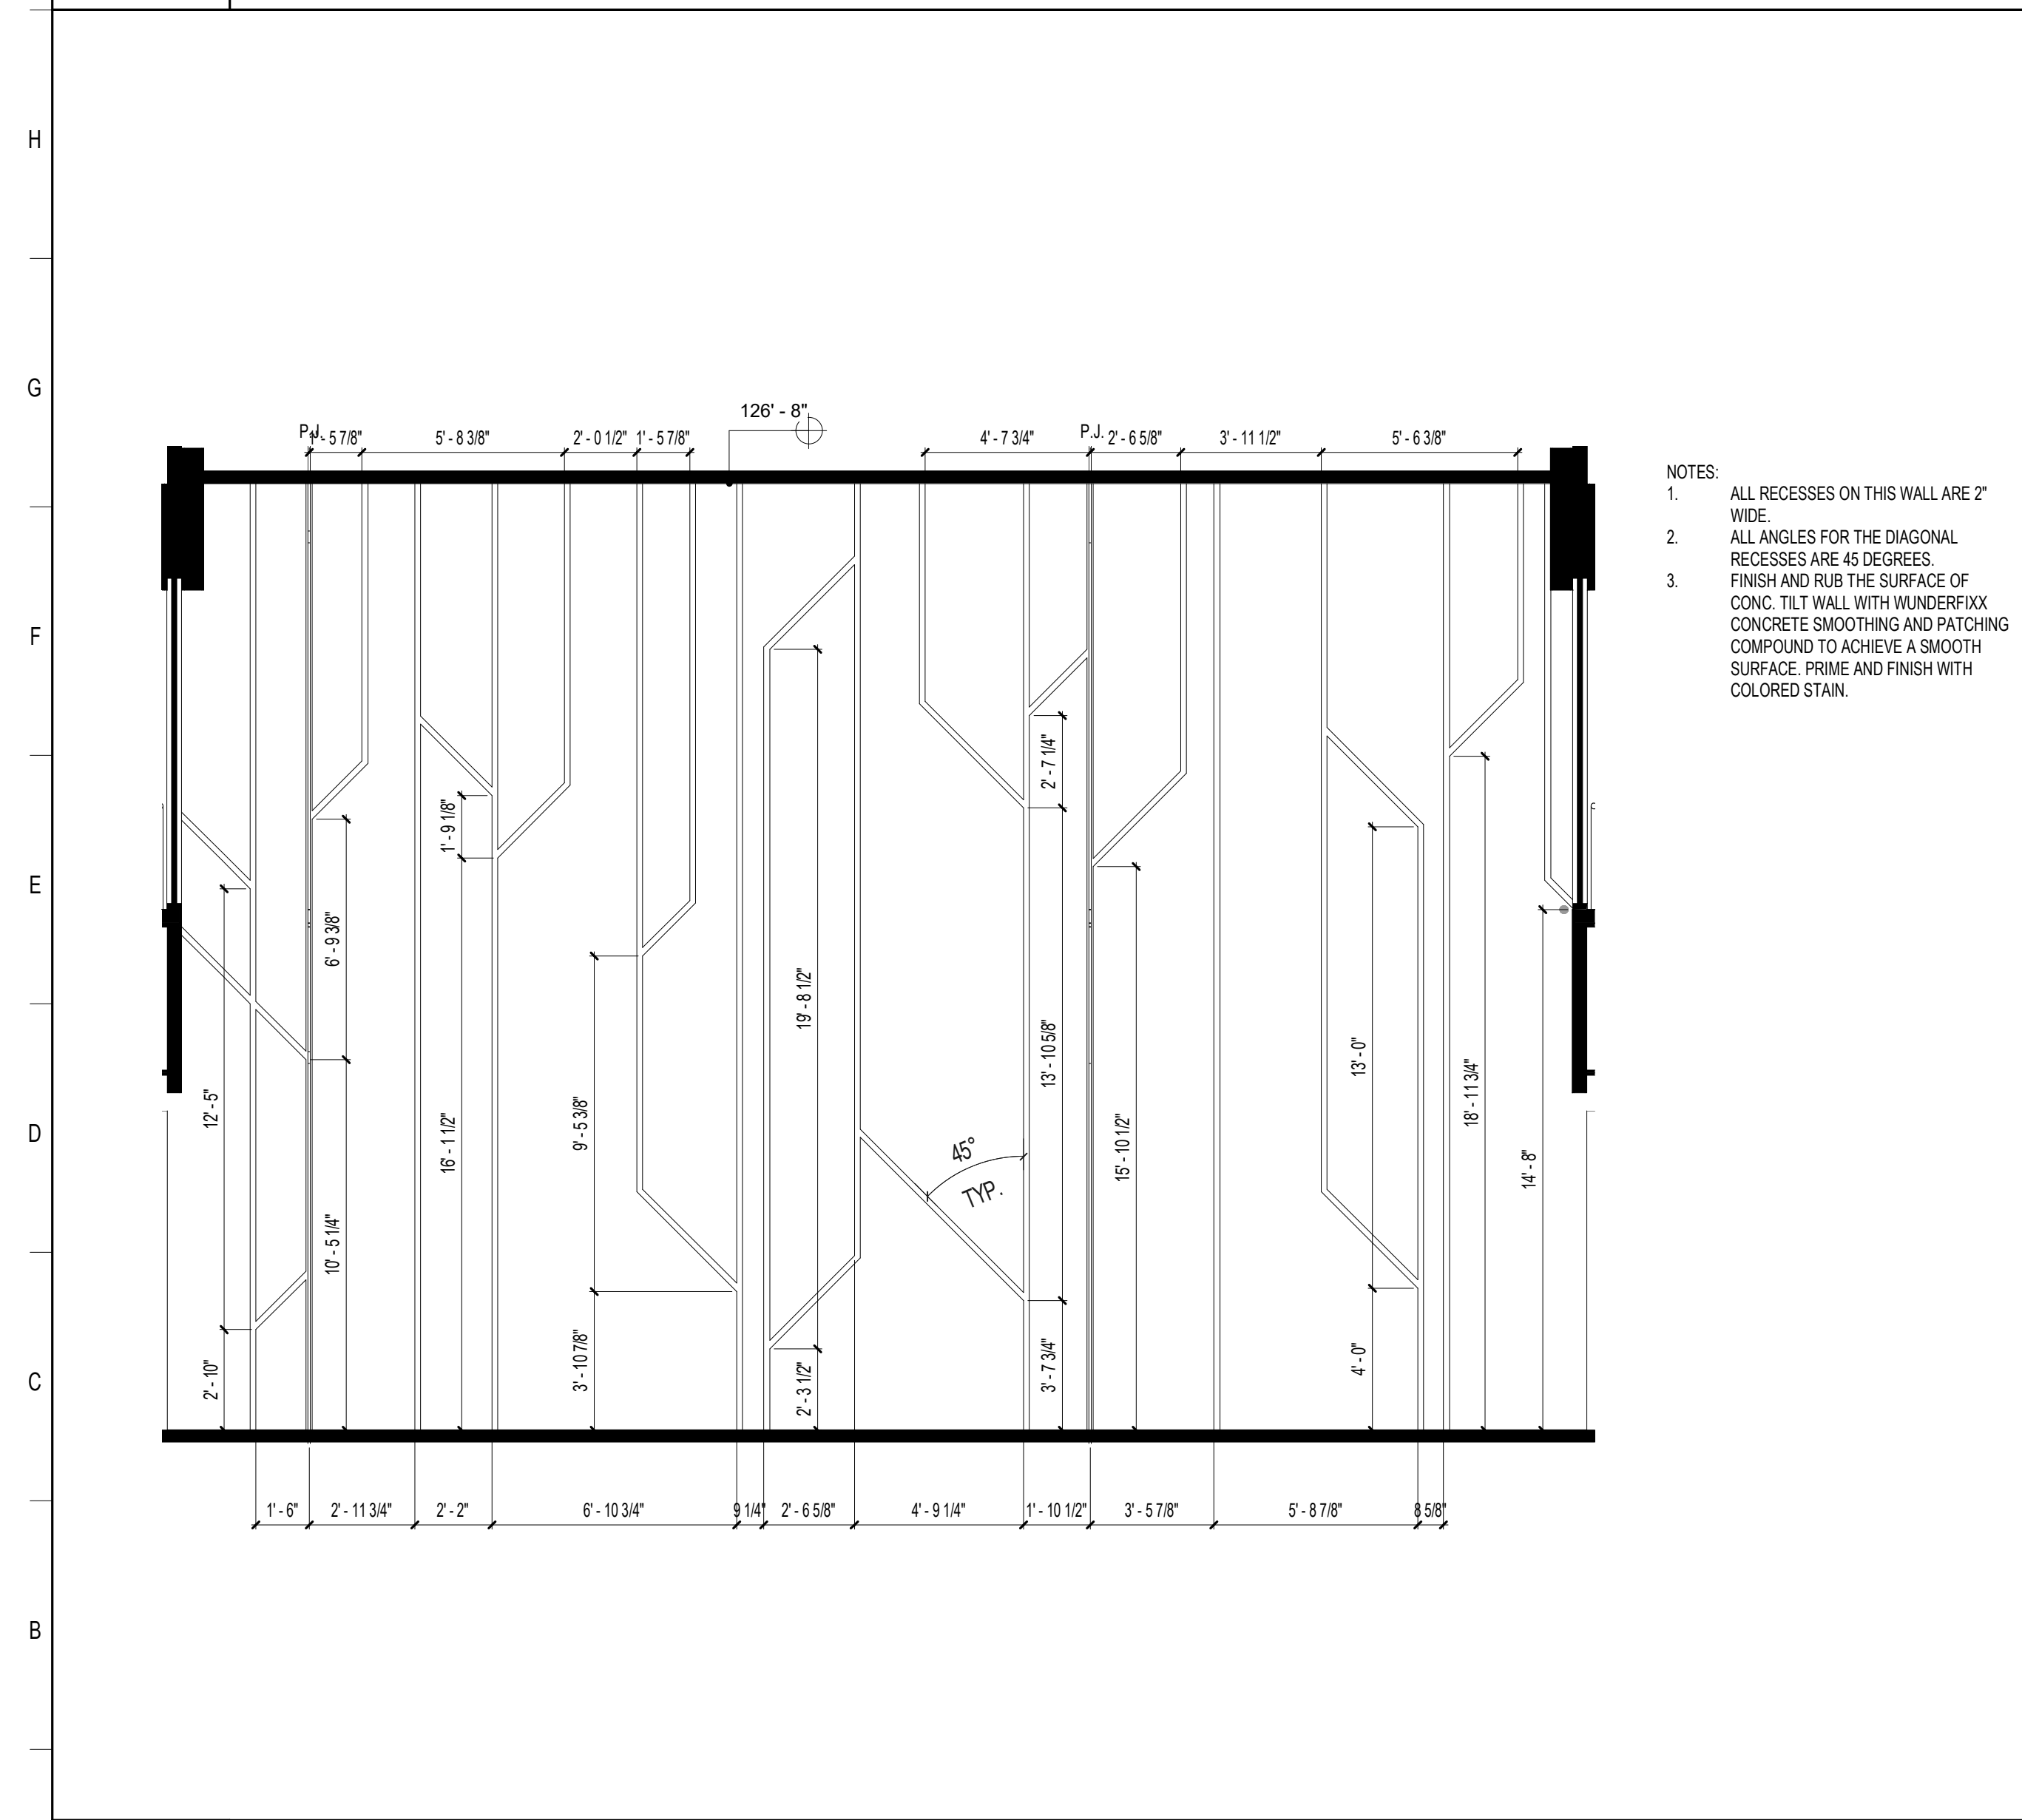 H
G
F
E
D
C
B
126' - 8"
P.J.
1' - 5 7/8"
5' - 8 3/8"
2' - 0 1/2"
1' - 5 7/8"
4' - 7 3/4"
P.J.
2' - 6 5/8"
3' - 11 1/2"
5' - 6 3/8"
NOTES:
1. ALL RECESSES ON THIS WALL ARE 2"
WIDE.
2. ALL ANGLES FOR THE DIAGONAL
RECESSES ARE 45 DEGREES.
3. FINISH AND RUB THE SURFACE OF
CONC. TILT WALL WITH WUNDERFIXX
CONCRETE SMOOTHING AND PATCHING
COMPOUND TO ACHIEVE A SMOOTH
SURFACE. PRIME AND FINISH WITH
COLORED STAIN.
12' - 5"
2' - 10"
6' - 9 3/8"
10' - 5 1/4"
1' - 9 1/8"
16' - 1 1/2"
9' - 5 3/8"
3' - 10 7/8"
19' - 8 1/2"
2' - 3 1/2"
45°
TYP.
2' - 7 1/4"
13' - 10 5/8"
3' - 7 3/4"
15' - 10 1/2"
13' - 0"
4' - 0"
18' - 11 3/4"
14' - 8"
1' - 6"
2' - 11 3/4"
2' - 2"
6' - 10 3/4"
9 1/4"
2' - 6 5/8"
4' - 9 1/4"
1' - 10 1/2"
3' - 5 7/8"
5' - 8 7/8"
8 5/8"